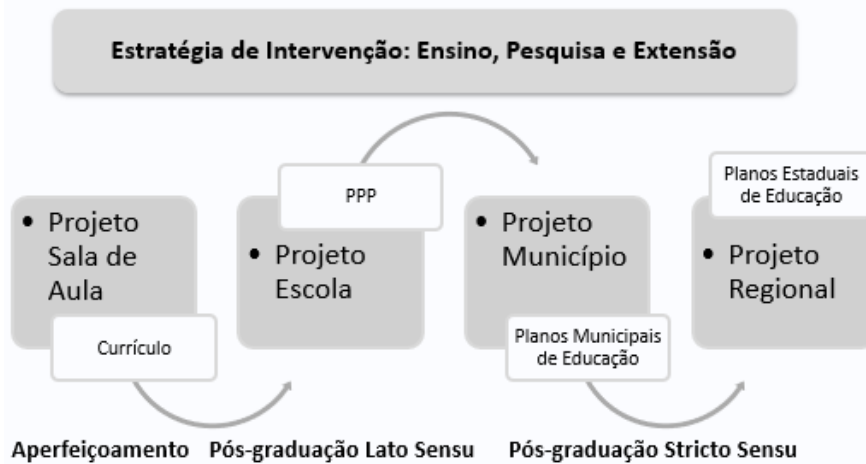 Estratégia de Intervenção: Ensino, Pesquisa e Extensão
• Projeto
Sala de
Aula
Currículo
PPP
• Projeto
Escola
• Projeto
Município
Planos Municipais
de Educação
Planos Estaduais
de Educação
• Projeto
Regional
Aperfeiçoamento
Pós-graduação Lato Sensu
Pós-graduação Stricto Sensu